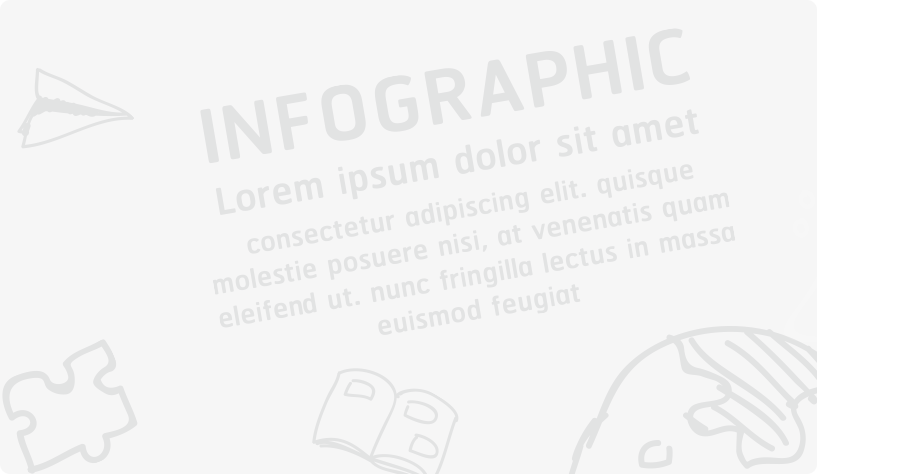 INFOGRAPHIC
Lorem ipsum dolor sit amet
consectetur adipiscing elit. quisque
molestie posuere nisi, at venenatis quam
eleifend ut. nunc fringilla lectus in massa
euismod feugiat